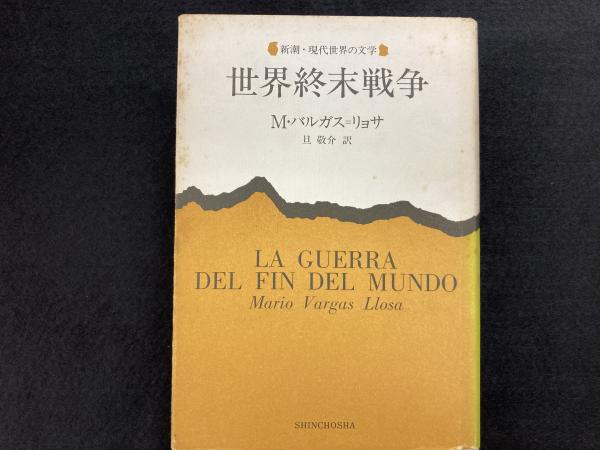 新潮・現代世界の文学
世界終末戦争
M・バルガス=リョサ
旦 敬介 訳
LA GUERRA
DEL FIN DEL MUNDO
Mario Vargas Llosa
SHINCHOSHA